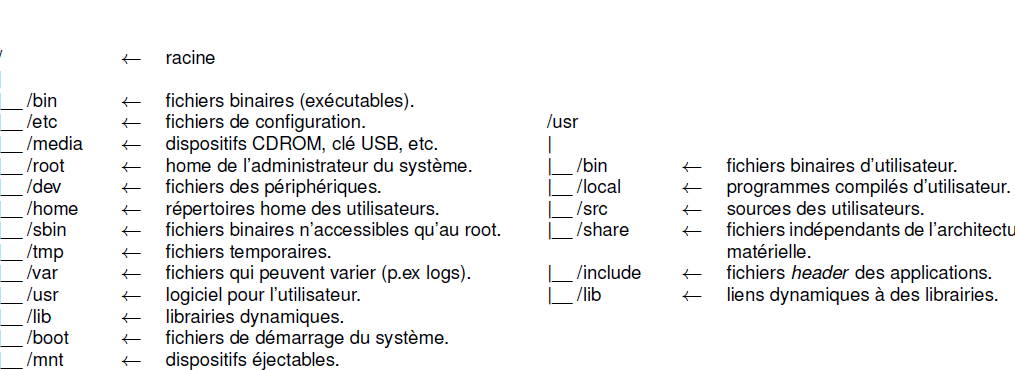 / ← racine
|
|__ /bin ← fichiers binaires (exécutables).
|__ /etc ← fichiers de configuration.
|__ /media ← dispositifs CDROM, clé USB, etc.
|__ /root ← home de l'administrateur du système.
|__ /dev ← fichiers des périphériques.
|__ /home ← répertoires home des utilisateurs.
|__ /sbin ← fichiers binaires n'accessibles qu'au root.
|__ /tmp ← fichiers temporaires.
|__ /var ← fichiers qui peuvent varier (p.ex logs).
|__ /usr ← logiciel pour l'utilisateur.
|__ /lib ← librairies dynamiques.
|__ /boot ← fichiers de démarrage du système.
|__ /mnt ← dispositifs éjectables.
/usr
|
|__ /bin ← fichiers binaires d'utilisateur.
|__ /local ← programmes compilés d'utilisateur.
|__ /src ← sources des utilisateurs.
|__ /share ← fichiers indépendants de l'architectu
matérielle.
|__ /include ← fichiers header des applications.
|__ /lib ← liens dynamiques à des librairies.